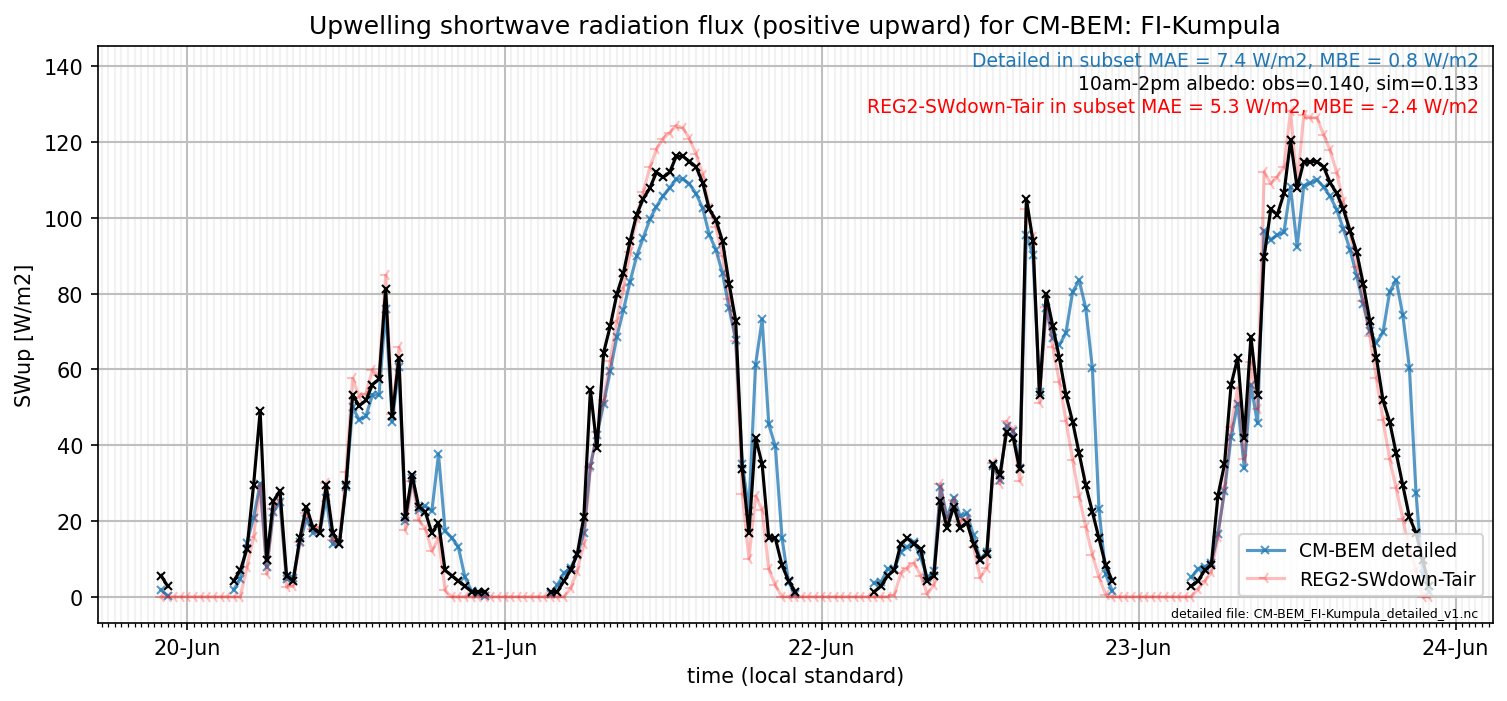 Upwelling shortwave radiation flux (positive upward) for CM-BEM: FI-Kumpula
Detailed in subset MAE = 7.4 W/m2, MBE = 0.8 W/m2
10am-2pm albedo: obs=0.140, sim=0.133
REG2-SWdown-Tair in subset MAE = 5.3 W/m2, MBE = -2.4 W/m2
SWup [W/m2]
140
120
100
80
60
40
20
0
CM-BEM detailed
REG2-SWdown-Tair
detailed file: CM-BEM_FI-Kumpula_detailed_v1.nc
20-Jun 21-Jun 22-Jun 23-Jun 24-Jun
time (local standard)